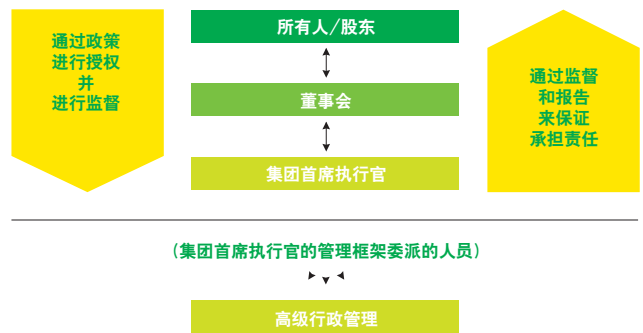 通过政策
进行授权
并
进行监督
所有人/股东
董事会
集团首席执行官
通过监督
和报告
来保证
承担责任
(集团首席执行官的管理框架委派的人员)
高级行政管理